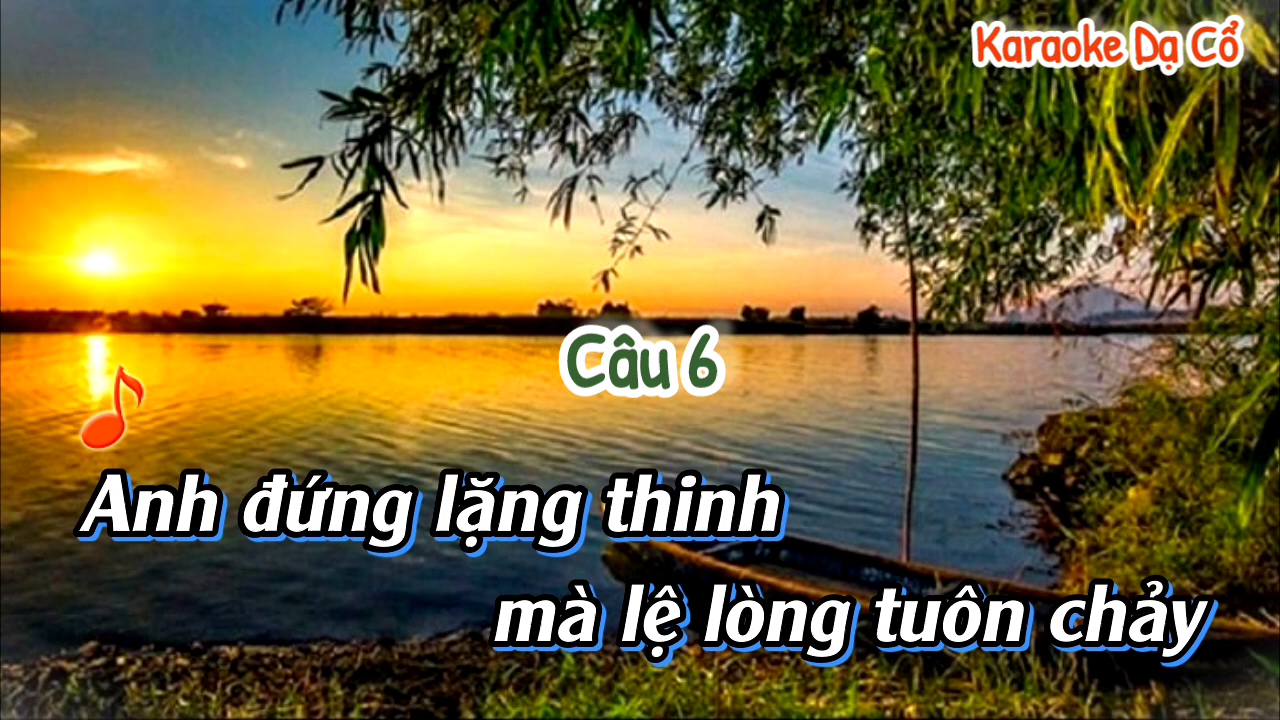 Karaoke Dạ Cổ
Câu 6
Anh đứng lặng thinh
mà lệ lòng tuôn chảy